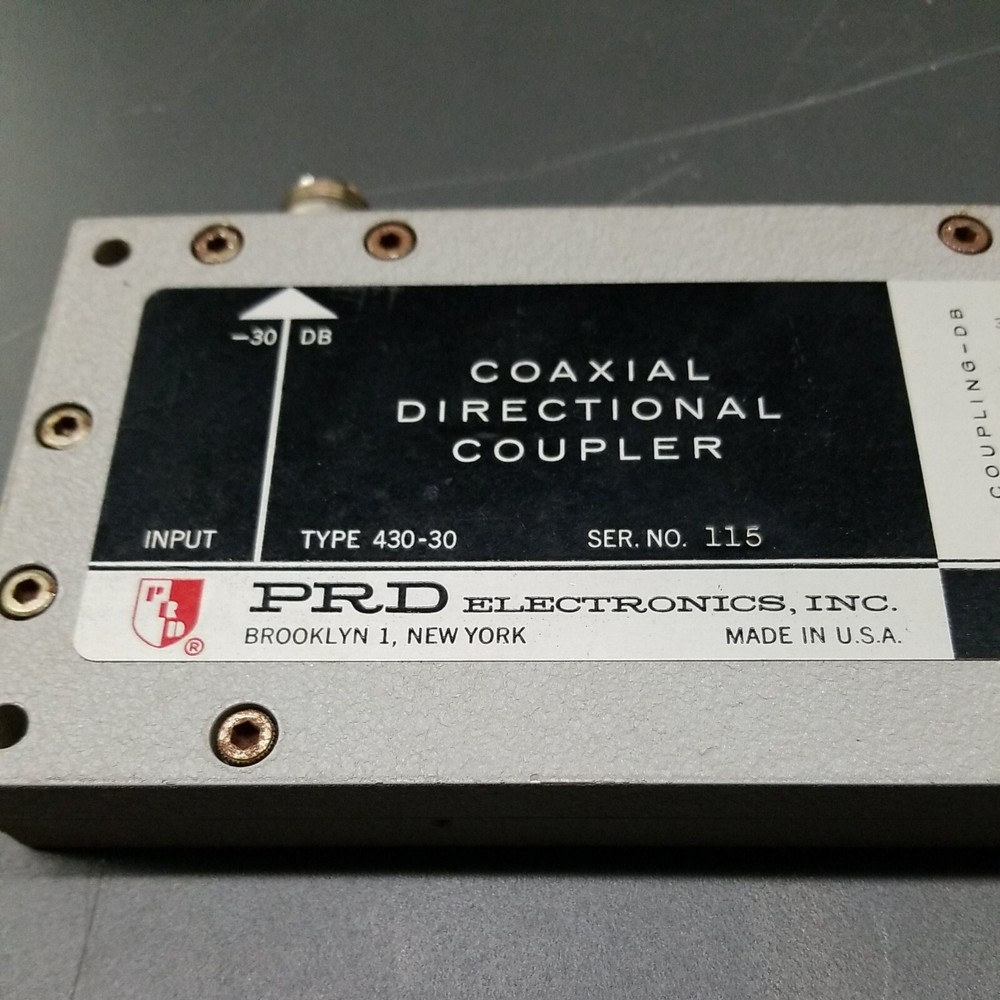 —30 DB
COAXIAL
DIRECTIONAL
COUPLER
INPUT TYPE 430-30 SER. NO. 115
PRD ELECTRONICS, INC.
PRD ®
BROOKLYN 1, NEW YORK MADE IN U.S.A.
COUPLING-DB